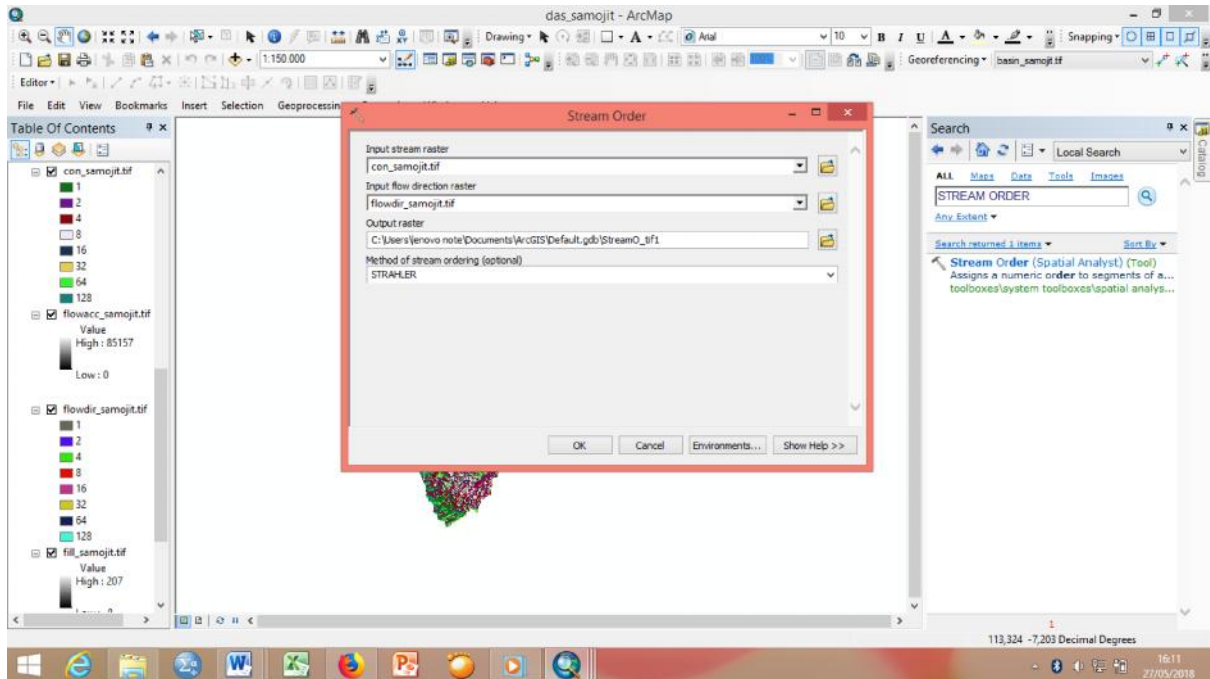 das_samojit - ArcMap
Drawing
Arial
10
B I U A
Snapping
1:150.000
Georeferencing
basin_samojit.tif
Editor
File Edit View Bookmarks Insert Selection
Table Of Contents
con_samojit.tif
1
2
4
8
16
32
64
128
flowacc_samojit.tif
Value
High : 85157
Low : 0
flowdir_samojit.tif
1
2
4
8
16
32
64
128
fill_samojit.tif
Value
High : 207
Stream Order
Input stream raster
con_samojit.tif
Input flow direction raster
flowdir_samojit.tif
Output raster
C:\Users\lenovo note\Documents\ArcGIS\Default.gdb\StreamO_tif1
Method of stream ordering (optional)
STRAHLER
OK Cancel Environments... Show Help >>
Search
Local Search
ALL Maps Data Tools Images
STREAM ORDER
Any Extent
Search returned 1 items Sort By
Stream Order (Spatial Analyst) (Tool)
Assigns a numeric order to segments of a...
toolboxes\system toolboxes\spatial analys...
1
Catalog
113,324 -7,203 Decimal Degrees
16:11
27/05/2018